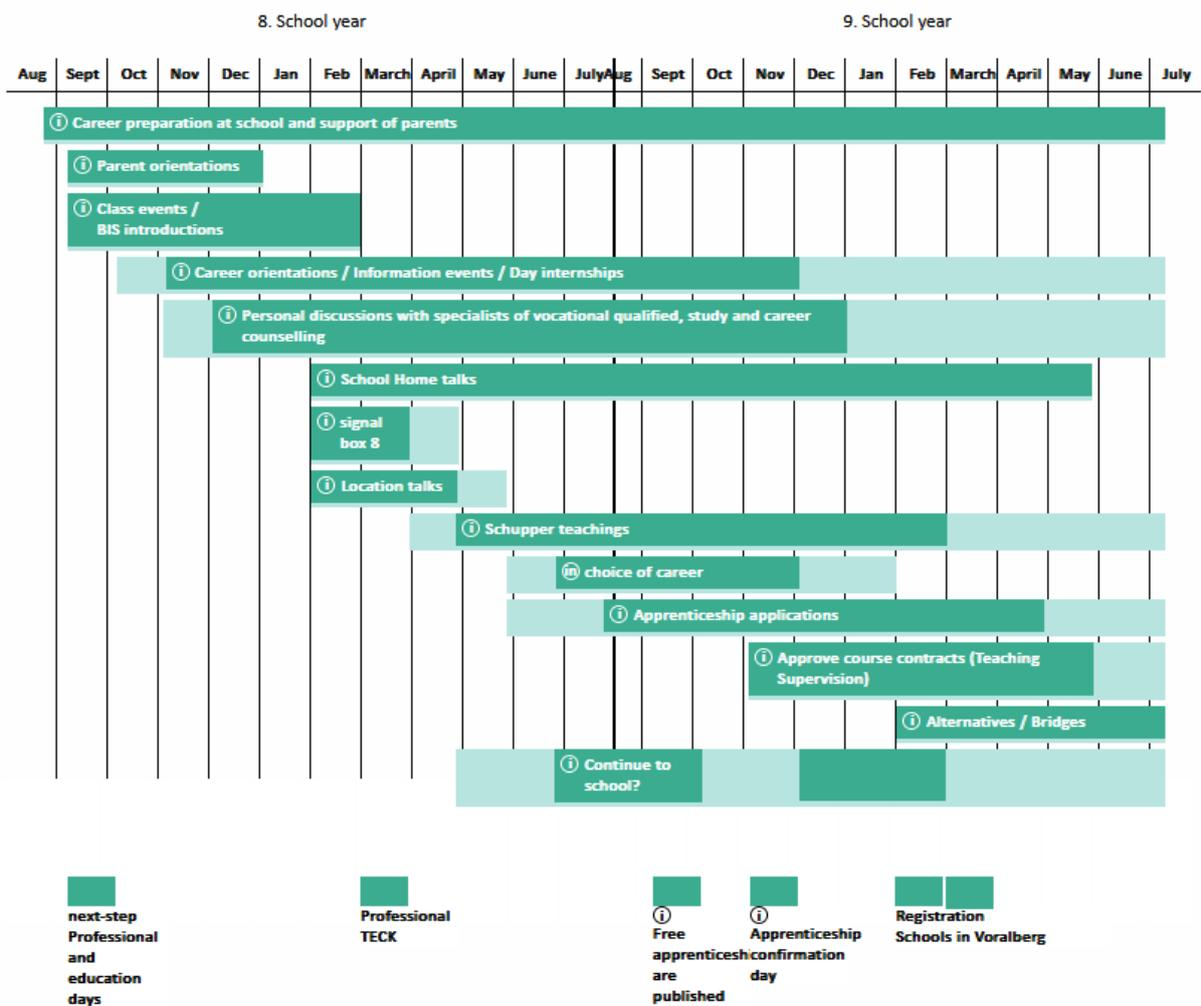 8. School year
9. School year
Aug Sept Oct Nov Dec Jan Feb March April May June July Aug Sept Oct Nov Dec Jan Feb March April May June July
Career preparation at school and support of parents
Parent orientations
Class events /
BIS introductions
Career orientations / Information events / Day internships
Personal discussions with specialists of vocational qualified, study and career
counselling
School Home talks
signal
box 8
Location talks
Schupper teachings
in choice of career
Apprenticeship applications
Approve course contracts (Teaching
Supervision)
Alternatives / Bridges
Continue to
school?
next-step
Professional
and
education
days
Professional
TECK
Free
apprenticeshi
are
published
Apprenticeship
confirmation
day
Registration
Schools in Voralberg